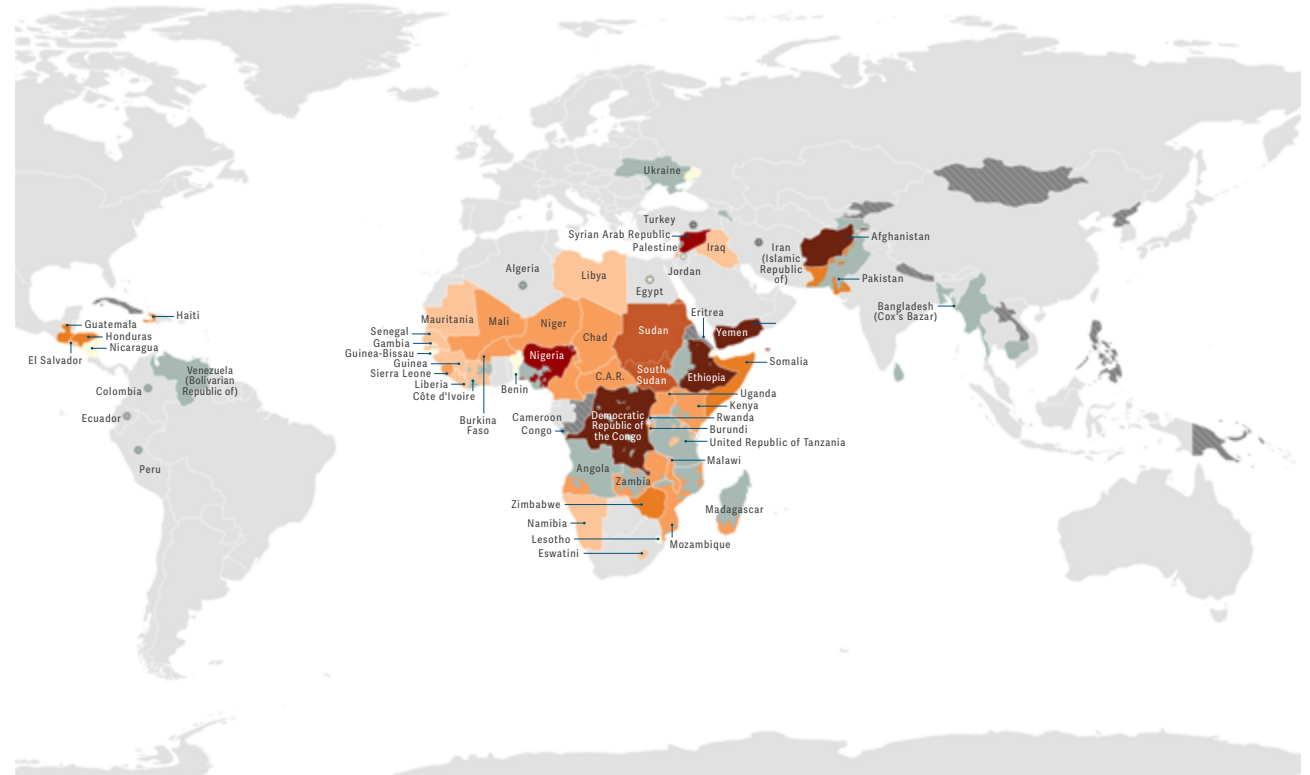 Ukraine
Turkey
Syrian Arab Republic
Palestine
Iraq
Iran
(Islamic
Republic
of)
Afghanistan
Jordan
Algeria
Libya
Egypt
Pakistan
Bangladesh
(Cox's Bazar)
Eritrea
Haiti
Guatemala
Honduras
Nicaragua
El Salvador
Venezuela
(Bolivarian
Republic of)
Colombia
Ecuador
Peru
Mauritania
Mali
Niger
Chad
Sudan
Yemen
Senegal
Gambia
Guinea-Bissau
Guinea
Sierra Leone
Liberia
Côte d'Ivoire
Burkina
Faso
Benin
Nigeria
C.A.R.
South
Sudan
Ethiopia
Somalia
Uganda
Kenya
Rwanda
Burundi
United Republic of Tanzania
Cameroon
Congo
Democratic
Republic of
the Congo
Malawi
Angola
Zambia
Zimbabwe
Namibia
Lesotho
Eswatini
Mozambique
Madagascar